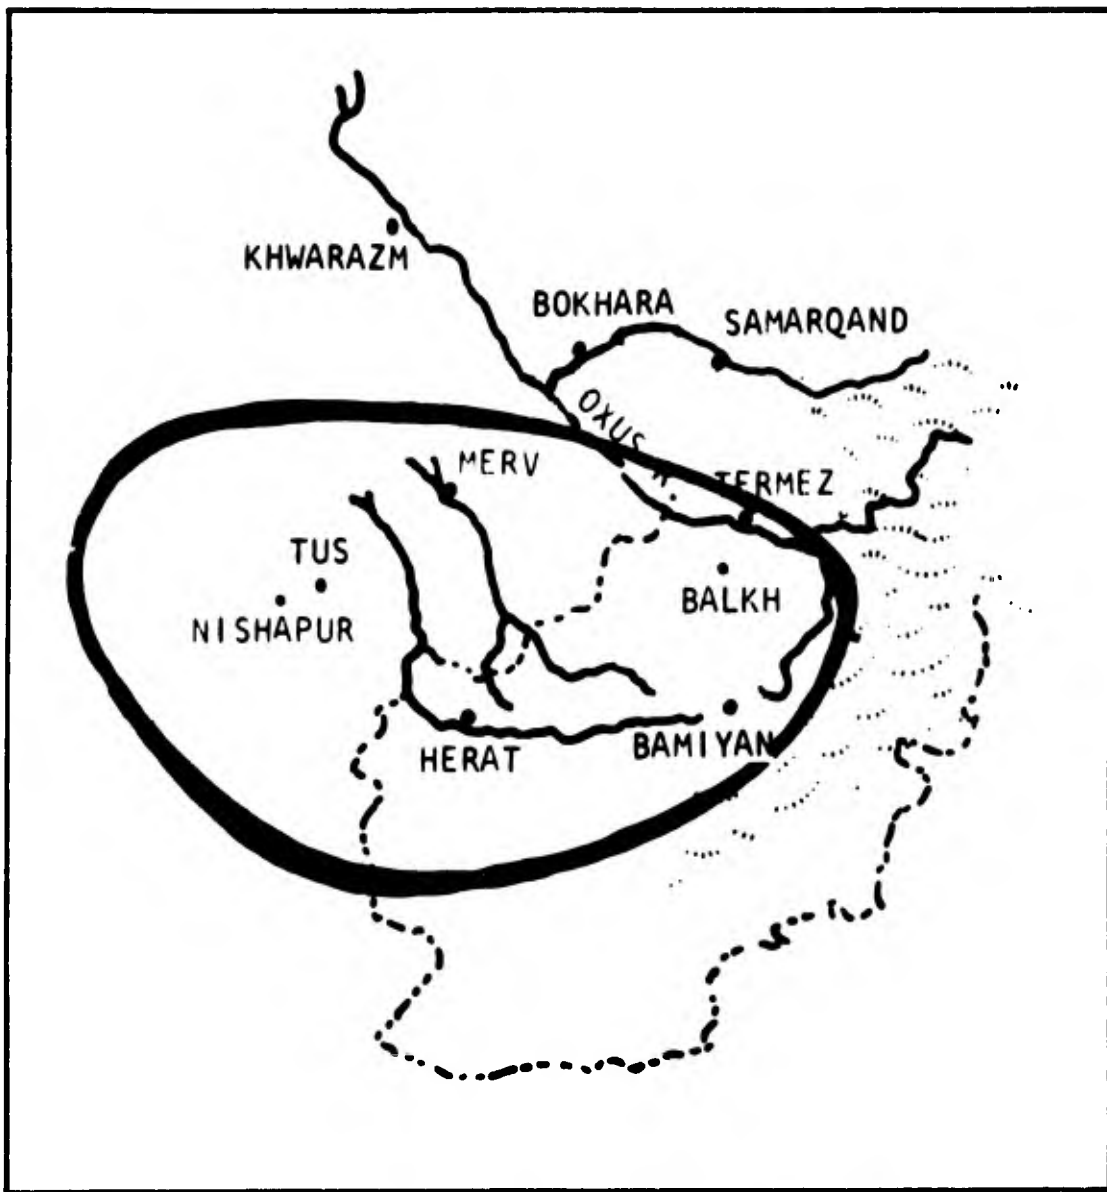 KHWARAZM
BOKHARA
SAMARQAND
OXUS R.
MERV
TERMEZ
TUS
NISHAPUR
BALKH
HERAT
BAMIYAN